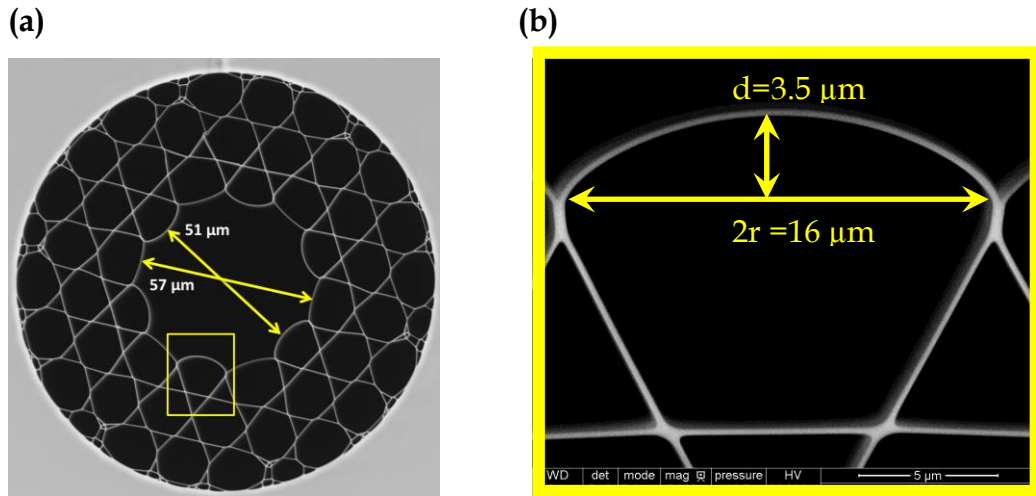 (a)
(b)
51 µm
57 µm
d=3.5 µm
2r =16 µm
WD det mode mag pressure HV 5 µm